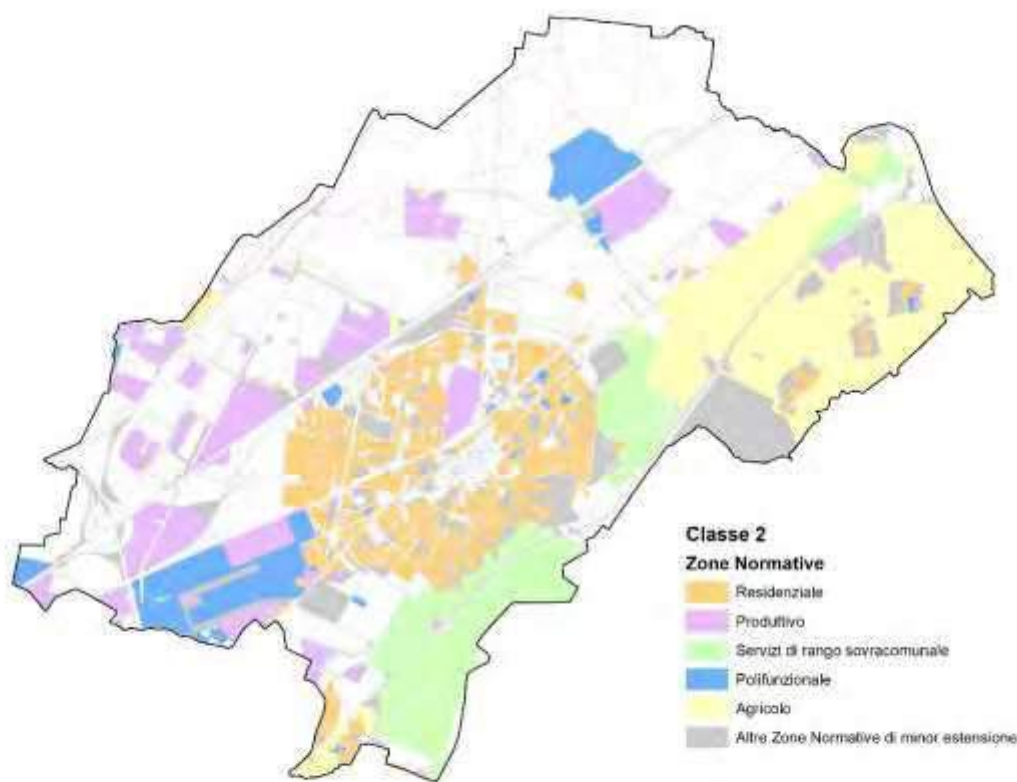 Classe 2
Zone Normative
Residenziale
Produttivo
Servizi di rango sovracomunale
Polifunzionale
Agricolo
Altre Zone Normative di minor estensione